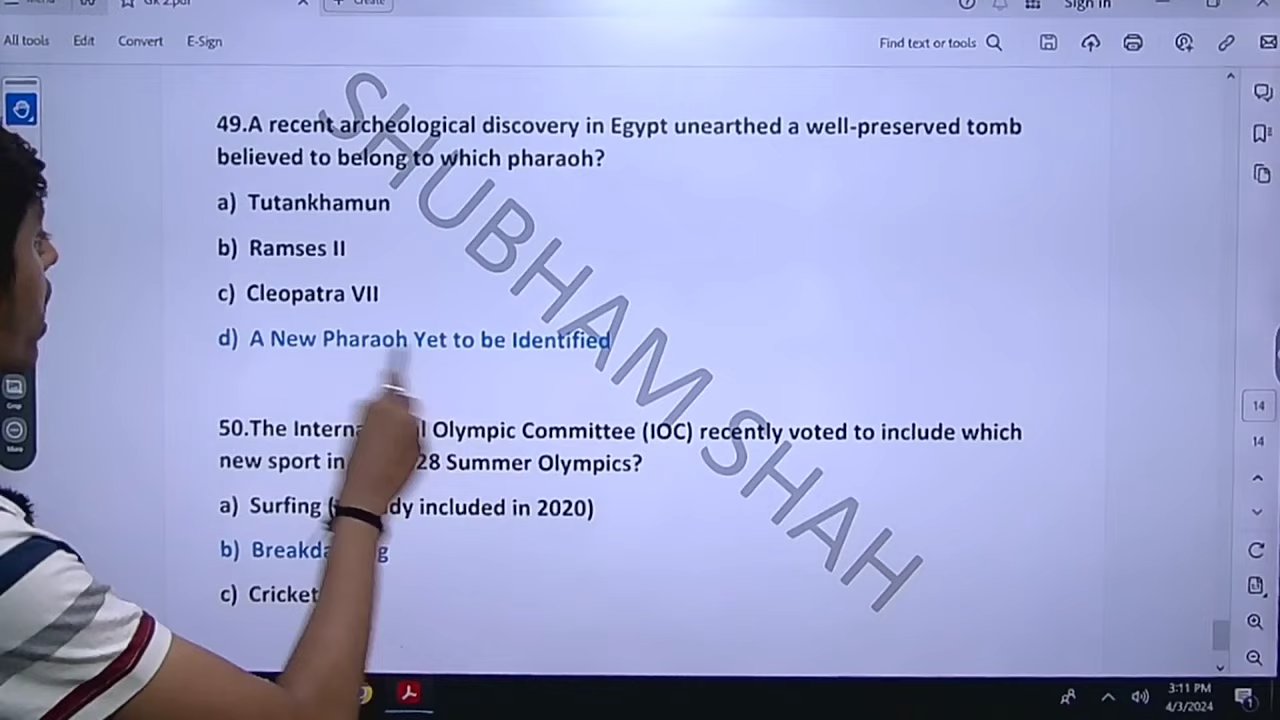 Sign In
All tools Edit Convert E-Sign Find text or tools
49.A recent archeological discovery in Egypt unearthed a well-preserved tomb
believed to belong to which pharaoh?
a) Tutankhamun
b) Ramses II
c) Cleopatra VII
d) A New Pharaoh Yet to be Identified
50.The Olympic Committee (IOC) recently voted to include which
new sport in 28 Summer Olympics?
a) Surfing included in 2020)
b)
c) Cricket
SHUBHAM SHAH
14
14
3:11 PM
4/3/2024